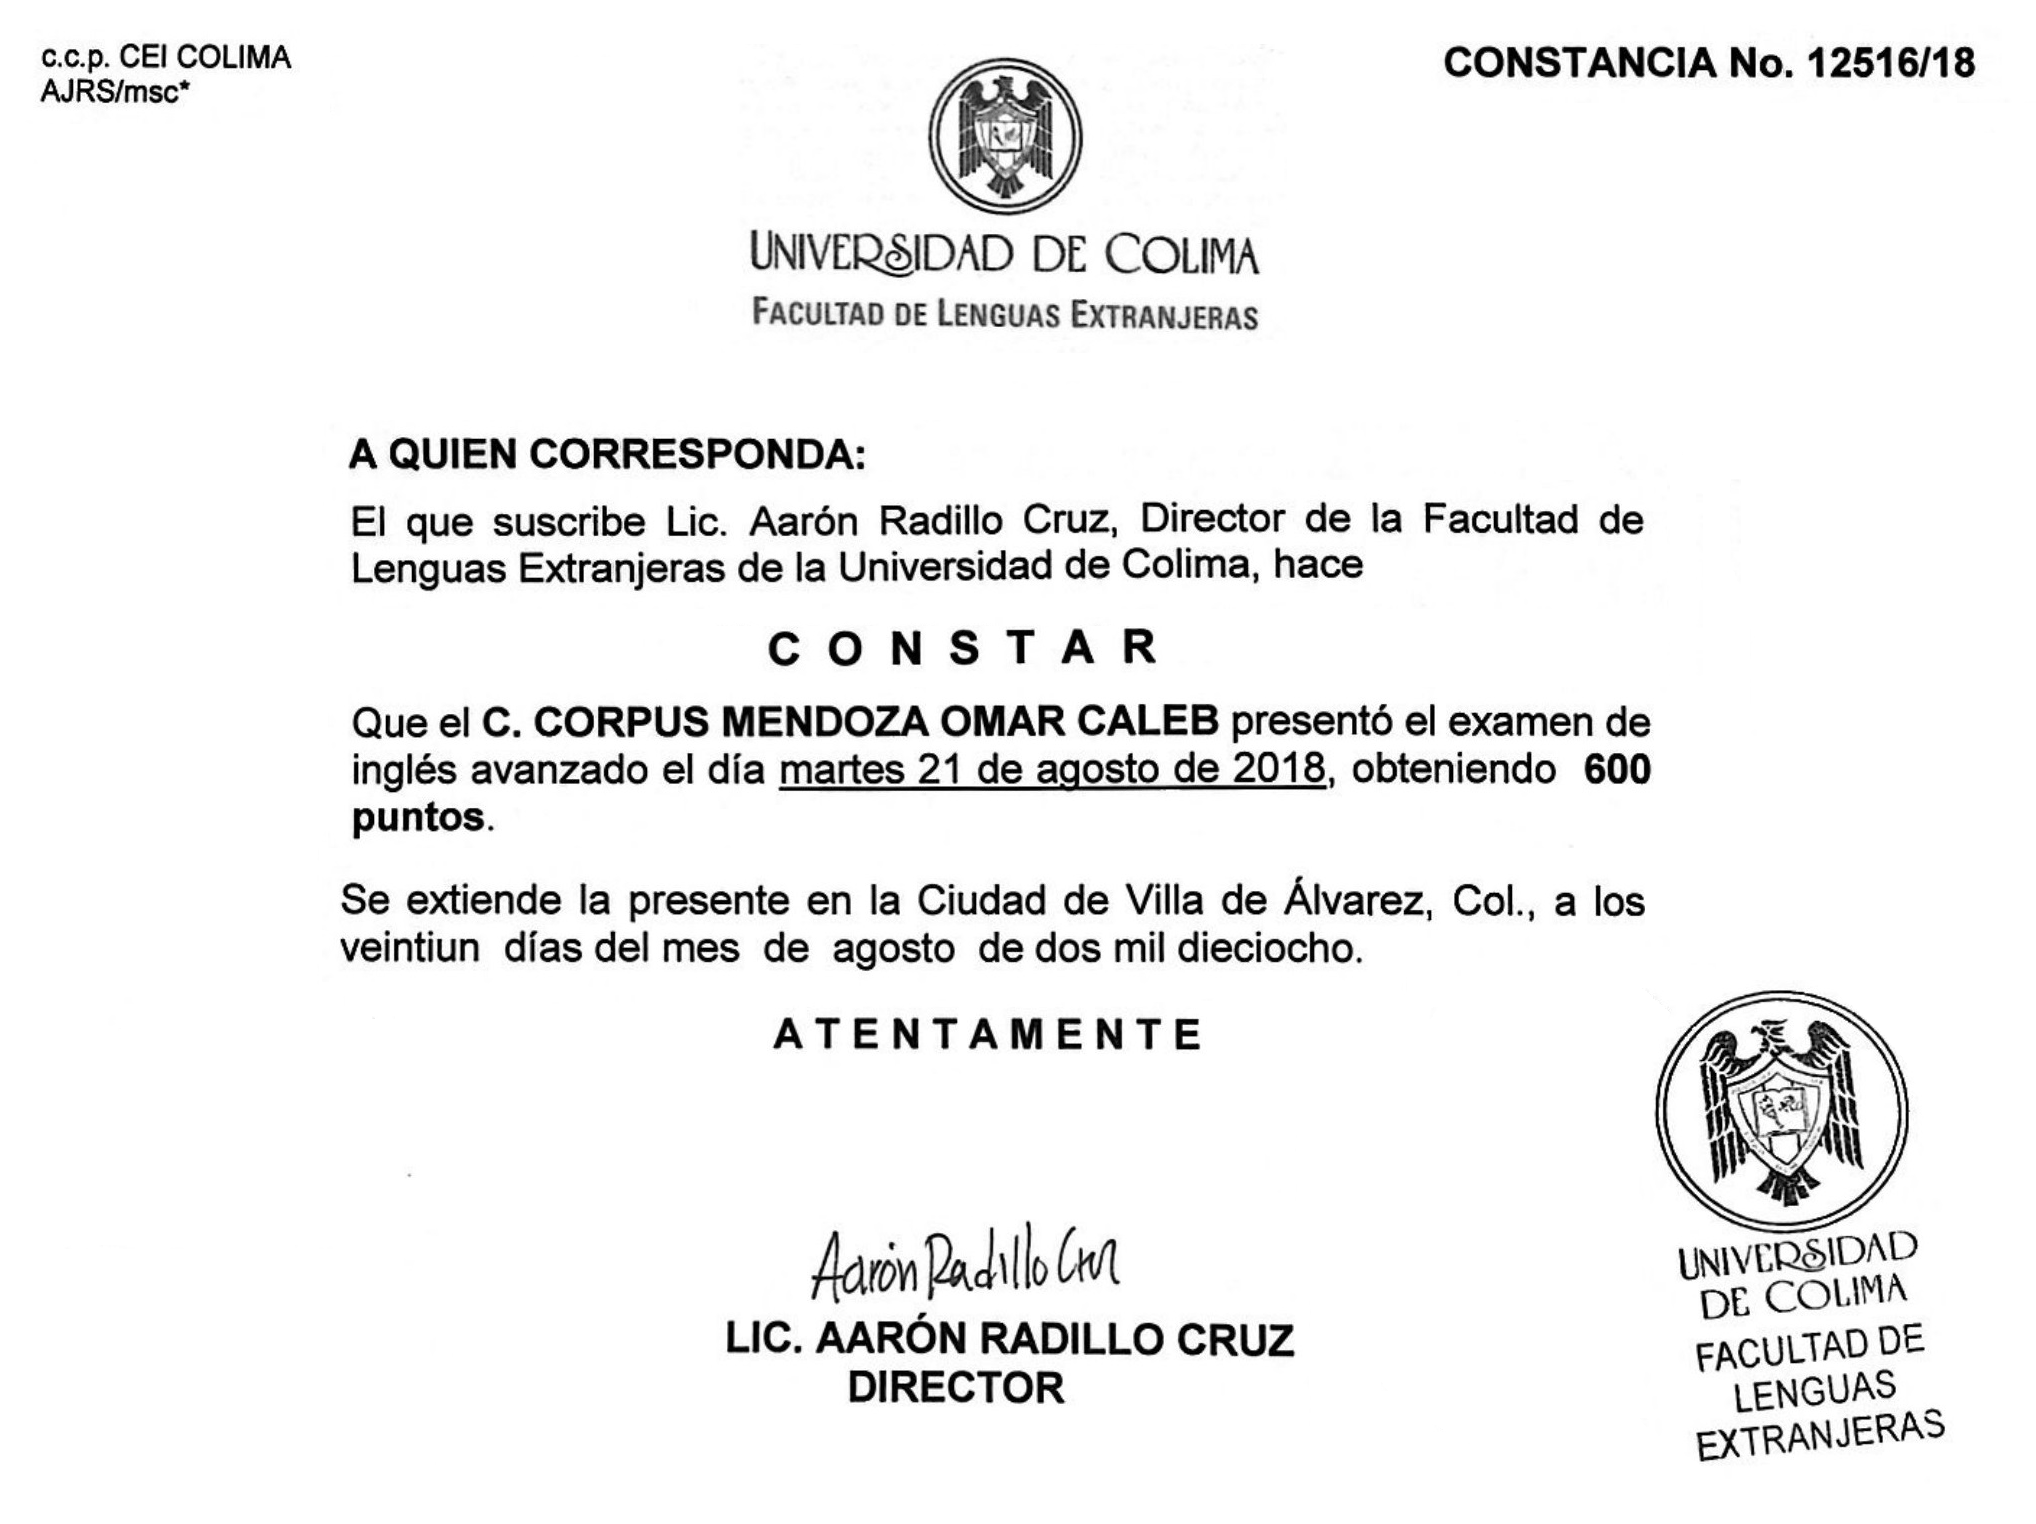 c.c.p. CEI COLIMA
AJRS/msc*
CONSTANCIA No. 12516/18
UNIVERSIDAD DE COLIMA
FACULTAD DE LENGUAS EXTRANJERAS
A QUIEN CORRESPONDA:
El que suscribe Lic. Aarón Radillo Cruz, Director de la Facultad de
Lenguas Extranjeras de la Universidad de Colima, hace
C O N S T A R
Que el C. CORPUS MENDOZA OMAR CALEB presentó el examen de
inglés avanzado el día martes 21 de agosto de 2018, obteniendo 600
puntos.
Se extiende la presente en la Ciudad de Villa de Álvarez, Col., a los
veintiun días del mes de agosto de dos mil dieciocho.
A T E N T A M E N T E
Aarón Radillo Cruz
LIC. AARÓN RADILLO CRUZ
DIRECTOR
UNIVERSIDAD
DE COLIMA
FACULTAD DE
LENGUAS
EXTRANJERAS